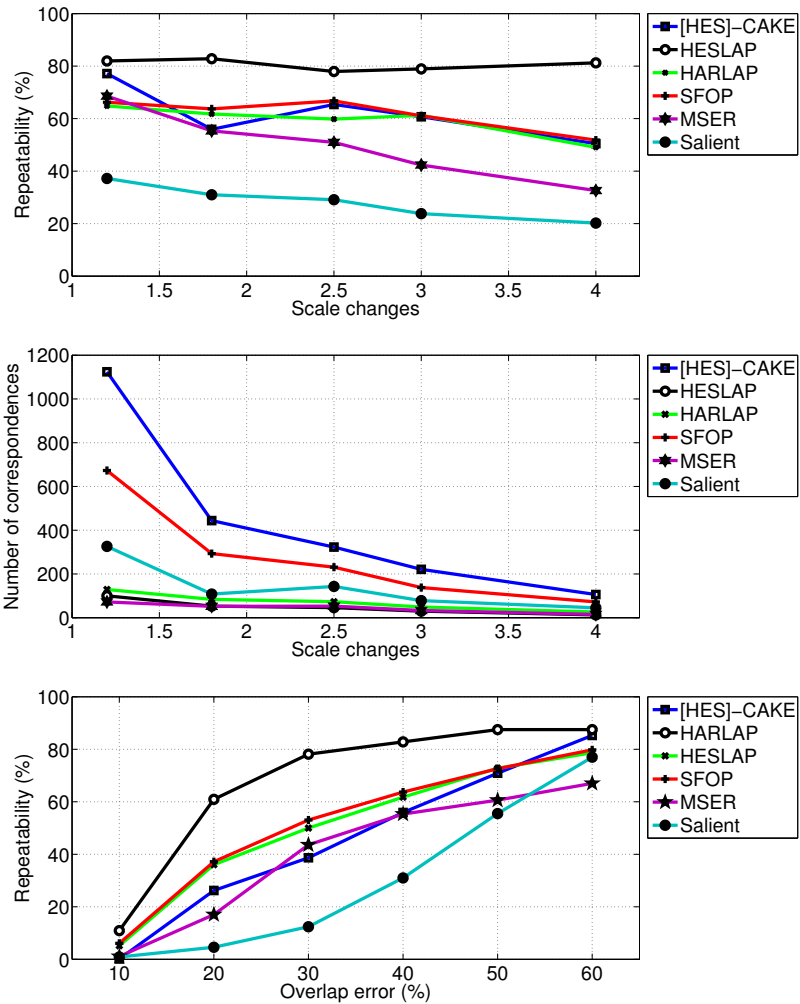 100
80
60
40
20
0
Repeatability (%)
1 1.5 2 2.5 3 3.5 4
Scale changes
[HES]−CAKE
HESLAP
HARLAP
SFOP
MSER
Salient
1200
1000
800
600
400
200
0
Number of correspondences
1 1.5 2 2.5 3 3.5 4
Scale changes
[HES]−CAKE
HESLAP
HARLAP
SFOP
MSER
Salient
100
80
60
40
20
0
Repeatability (%)
10 20 30 40 50 60
Overlap error (%)
[HES]−CAKE
HARLAP
HESLAP
SFOP
MSER
Salient